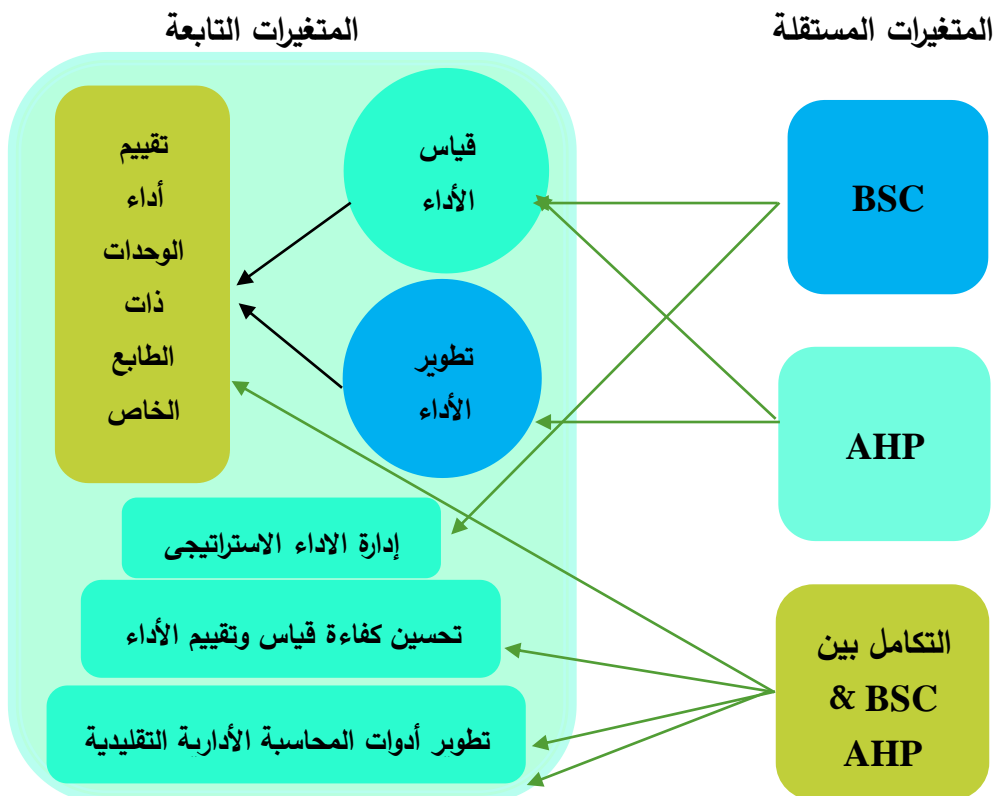 المتغيرات المستقلة
المتغيرات التابعة
BSC
AHP
التكامل بين
& BSC
AHP
قياس
الأداء
تطوير
الأداء
تقييم
أداء
الوحدات
ذات
الطابع
الخاص
إدارة الاداء الاستراتيجى
تحسين كفاءة قياس وتقييم الأداء
تطوير أدوات المحاسبة الأدارية التقليدية